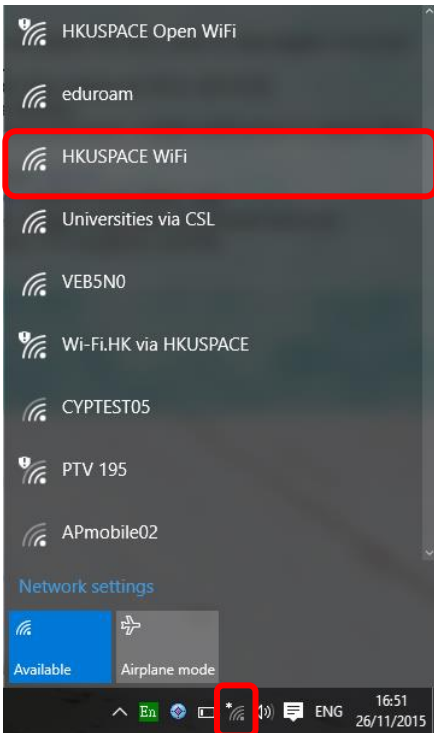 HKUSPACE Open WiFi
eduroam
HKUSPACE WiFi
Universities via CSL
VEB5N0
Wi-Fi.HK via HKUSPACE
CYPTEST05
PTV 195
APmobile02
Network settings
Available
Airplane mode
En
ENG
16:51
26/11/2015